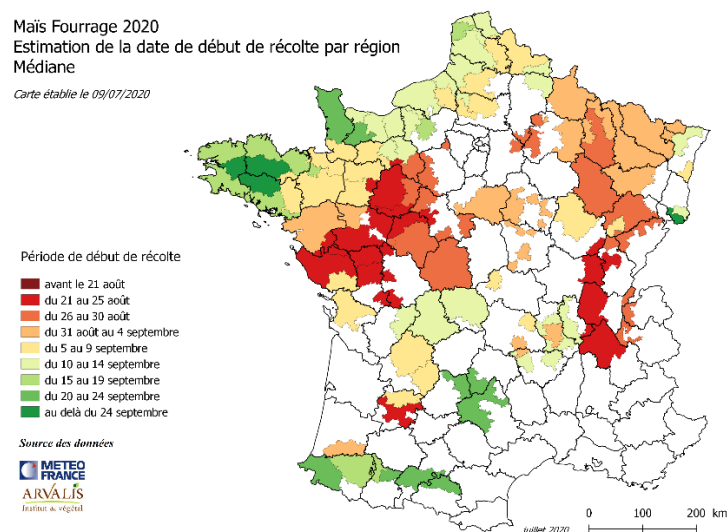 Maïs Fourrage 2020
Estimation de la date de début de récolte par région
Médiane
Carte établie le 09/07/2020
Période de début de récolte
avant le 21 août
du 21 au 25 août
du 26 au 30 août
du 31 août au 4 septembre
du 5 au 9 septembre
du 10 au 14 septembre
du 15 au 19 septembre
du 20 au 24 septembre
au delà du 24 septembre
Source des données
METEO
FRANCE
ARVALIS
Institut du végétal
juillet 2020
0 100 200 km